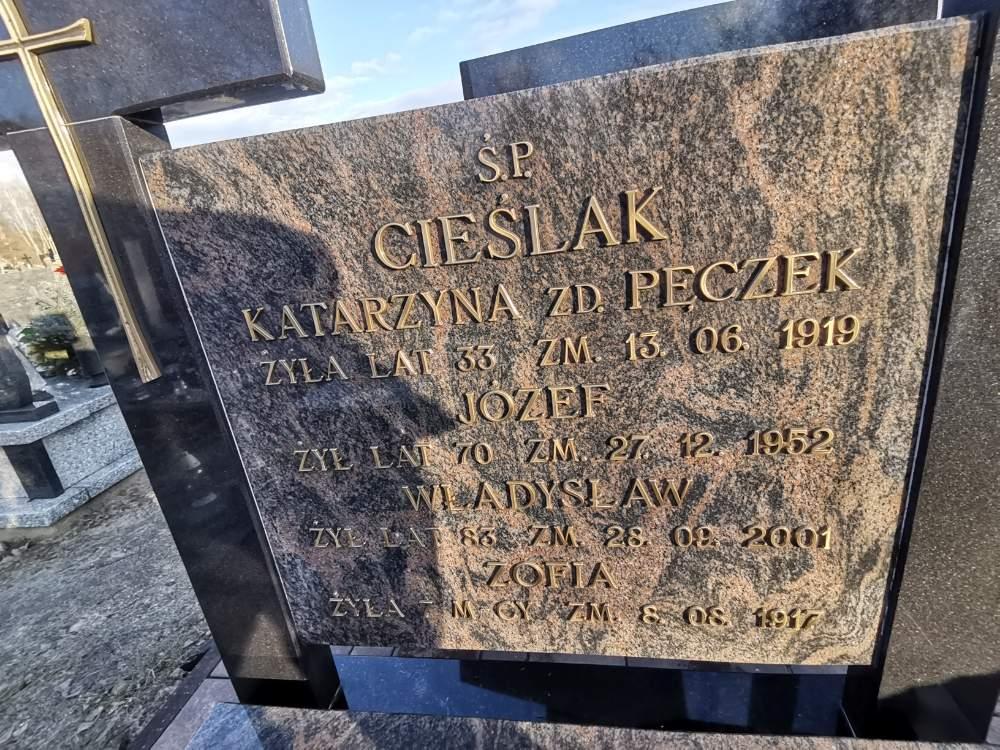 Ś.P.
CIEŚLAK
KATARZYNA ZD. PĘCZEK
ŻYŁA LAT 33 ZM. 13. 06. 1919
JÓZEF
ŻYŁ LAT 70 ZM. 27. 12. 1952
WŁADYSŁAW
ŻYŁ LAT 83 ZM. 28. 09. 2001
ZOFIA
ŻYŁA - M-CY ZM. 8. 08. 1917